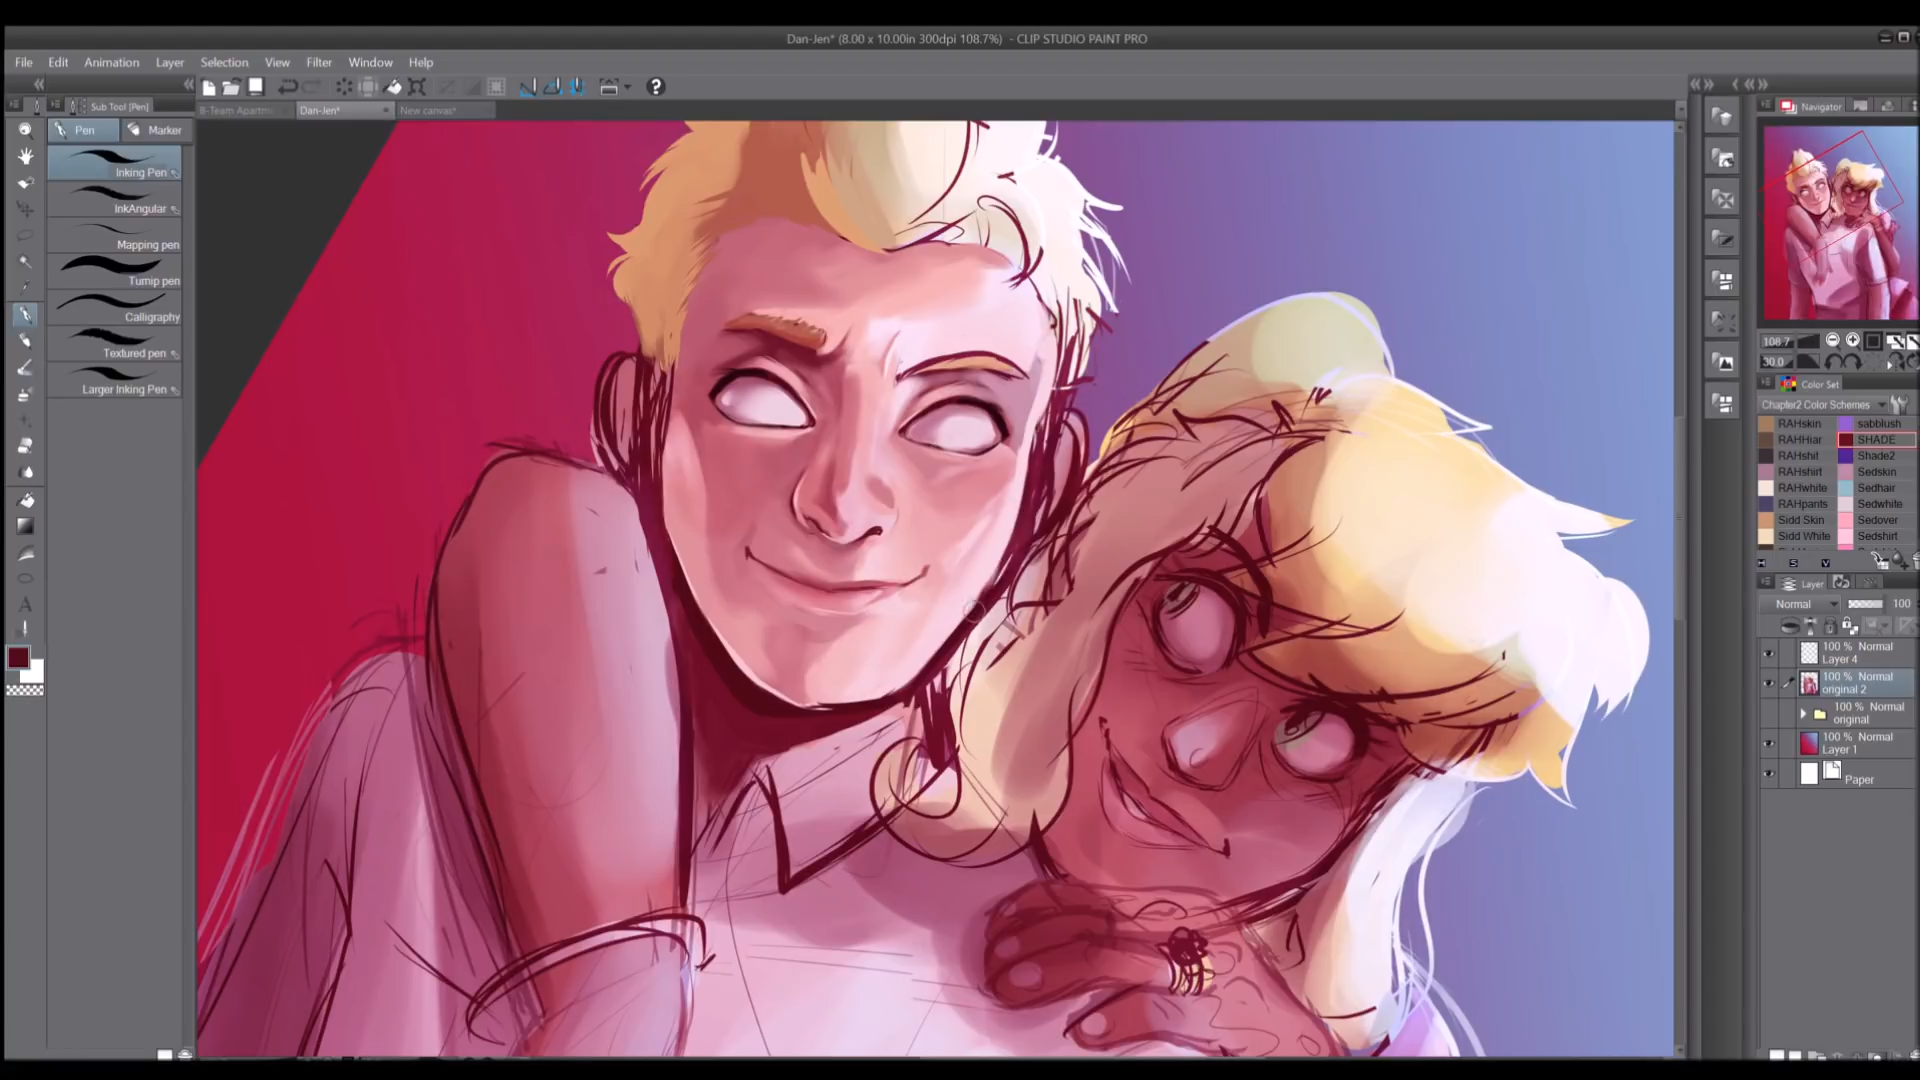 Dan-Jen* (8.00 x 10.00in 300dpi 108.7%) - CLIP STUDIO PAINT PRO
File Edit Animation Layer Selection View Filter Window Help
Sub Tool [Pen]
B-Team Apartm
Dan-Jen*
New canvas*
Navigator
Pen
Marker
Inking Pen
InkAngular
Mapping pen
Turnip pen
Calligraphy
Textured pen
Larger Inking Pen
108.7
30.0
Color Set
Chapter2 Color Schemes
RAHskin sabblush
RAHHiar SHADE
RAHshit Shade2
RAHshirt Sedskin
RAHwhite Sedhair
RAHpants Sedwhite
Sidd Skin Sedover
Sidd White Sedshirt
H S V
Layer
Normal 100
100 % Normal
Layer 4
100 % Normal
original 2
100 % Normal
original
100 % Normal
Layer 1
Paper